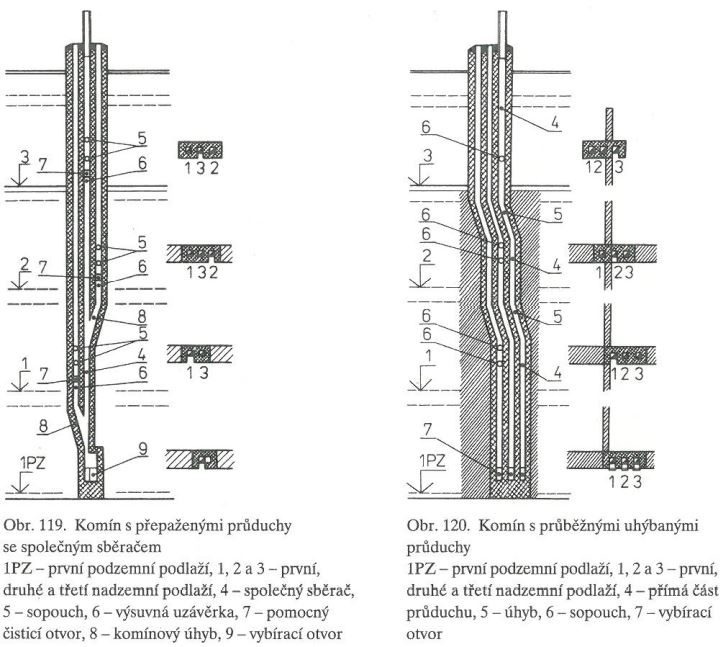 5
7
6
3
1 3 2
5
7
6
2
1 3 2
8
5
4
1
7
6
1 3
8
9
1PZ
Obr. 119. Komín s přepaženými průduchy
se společným sběračem
1PZ – první podzemní podlaží, 1, 2 a 3 – první,
druhé a třetí nadzemní podlaží, 4 – společný sběrač,
5 – sopouch, 6 – výsuvná uzávěrka, 7 – pomocný
čisticí otvor, 8 – komínový úhyb, 9 – vybírací otvor
4
6
3
12 3
5
6
6
2
4
1 23
5
6
6
1
4
1 2 3
7
1PZ
1 2 3
Obr. 120. Komín s průběžnými uhýbanými
průduchy
1PZ – první podzemní podlaží, 1, 2 a 3 – první,
druhé a třetí nadzemní podlaží, 4 – přímá část
průduchu, 5 – úhyb, 6 – sopouch, 7 – vybírací
otvor